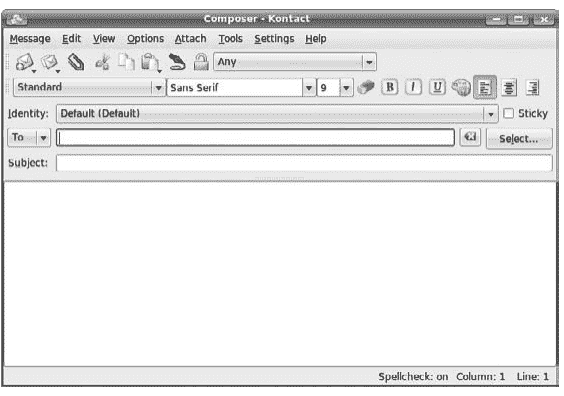 Composer - Kontact
Message Edit View Options Attach Tools Settings Help
Any
Standard Sans Serif 9 B I U
Identity: Default (Default) Sticky
To Select...
Subject:
Spellcheck: on Column: 1 Line: 1